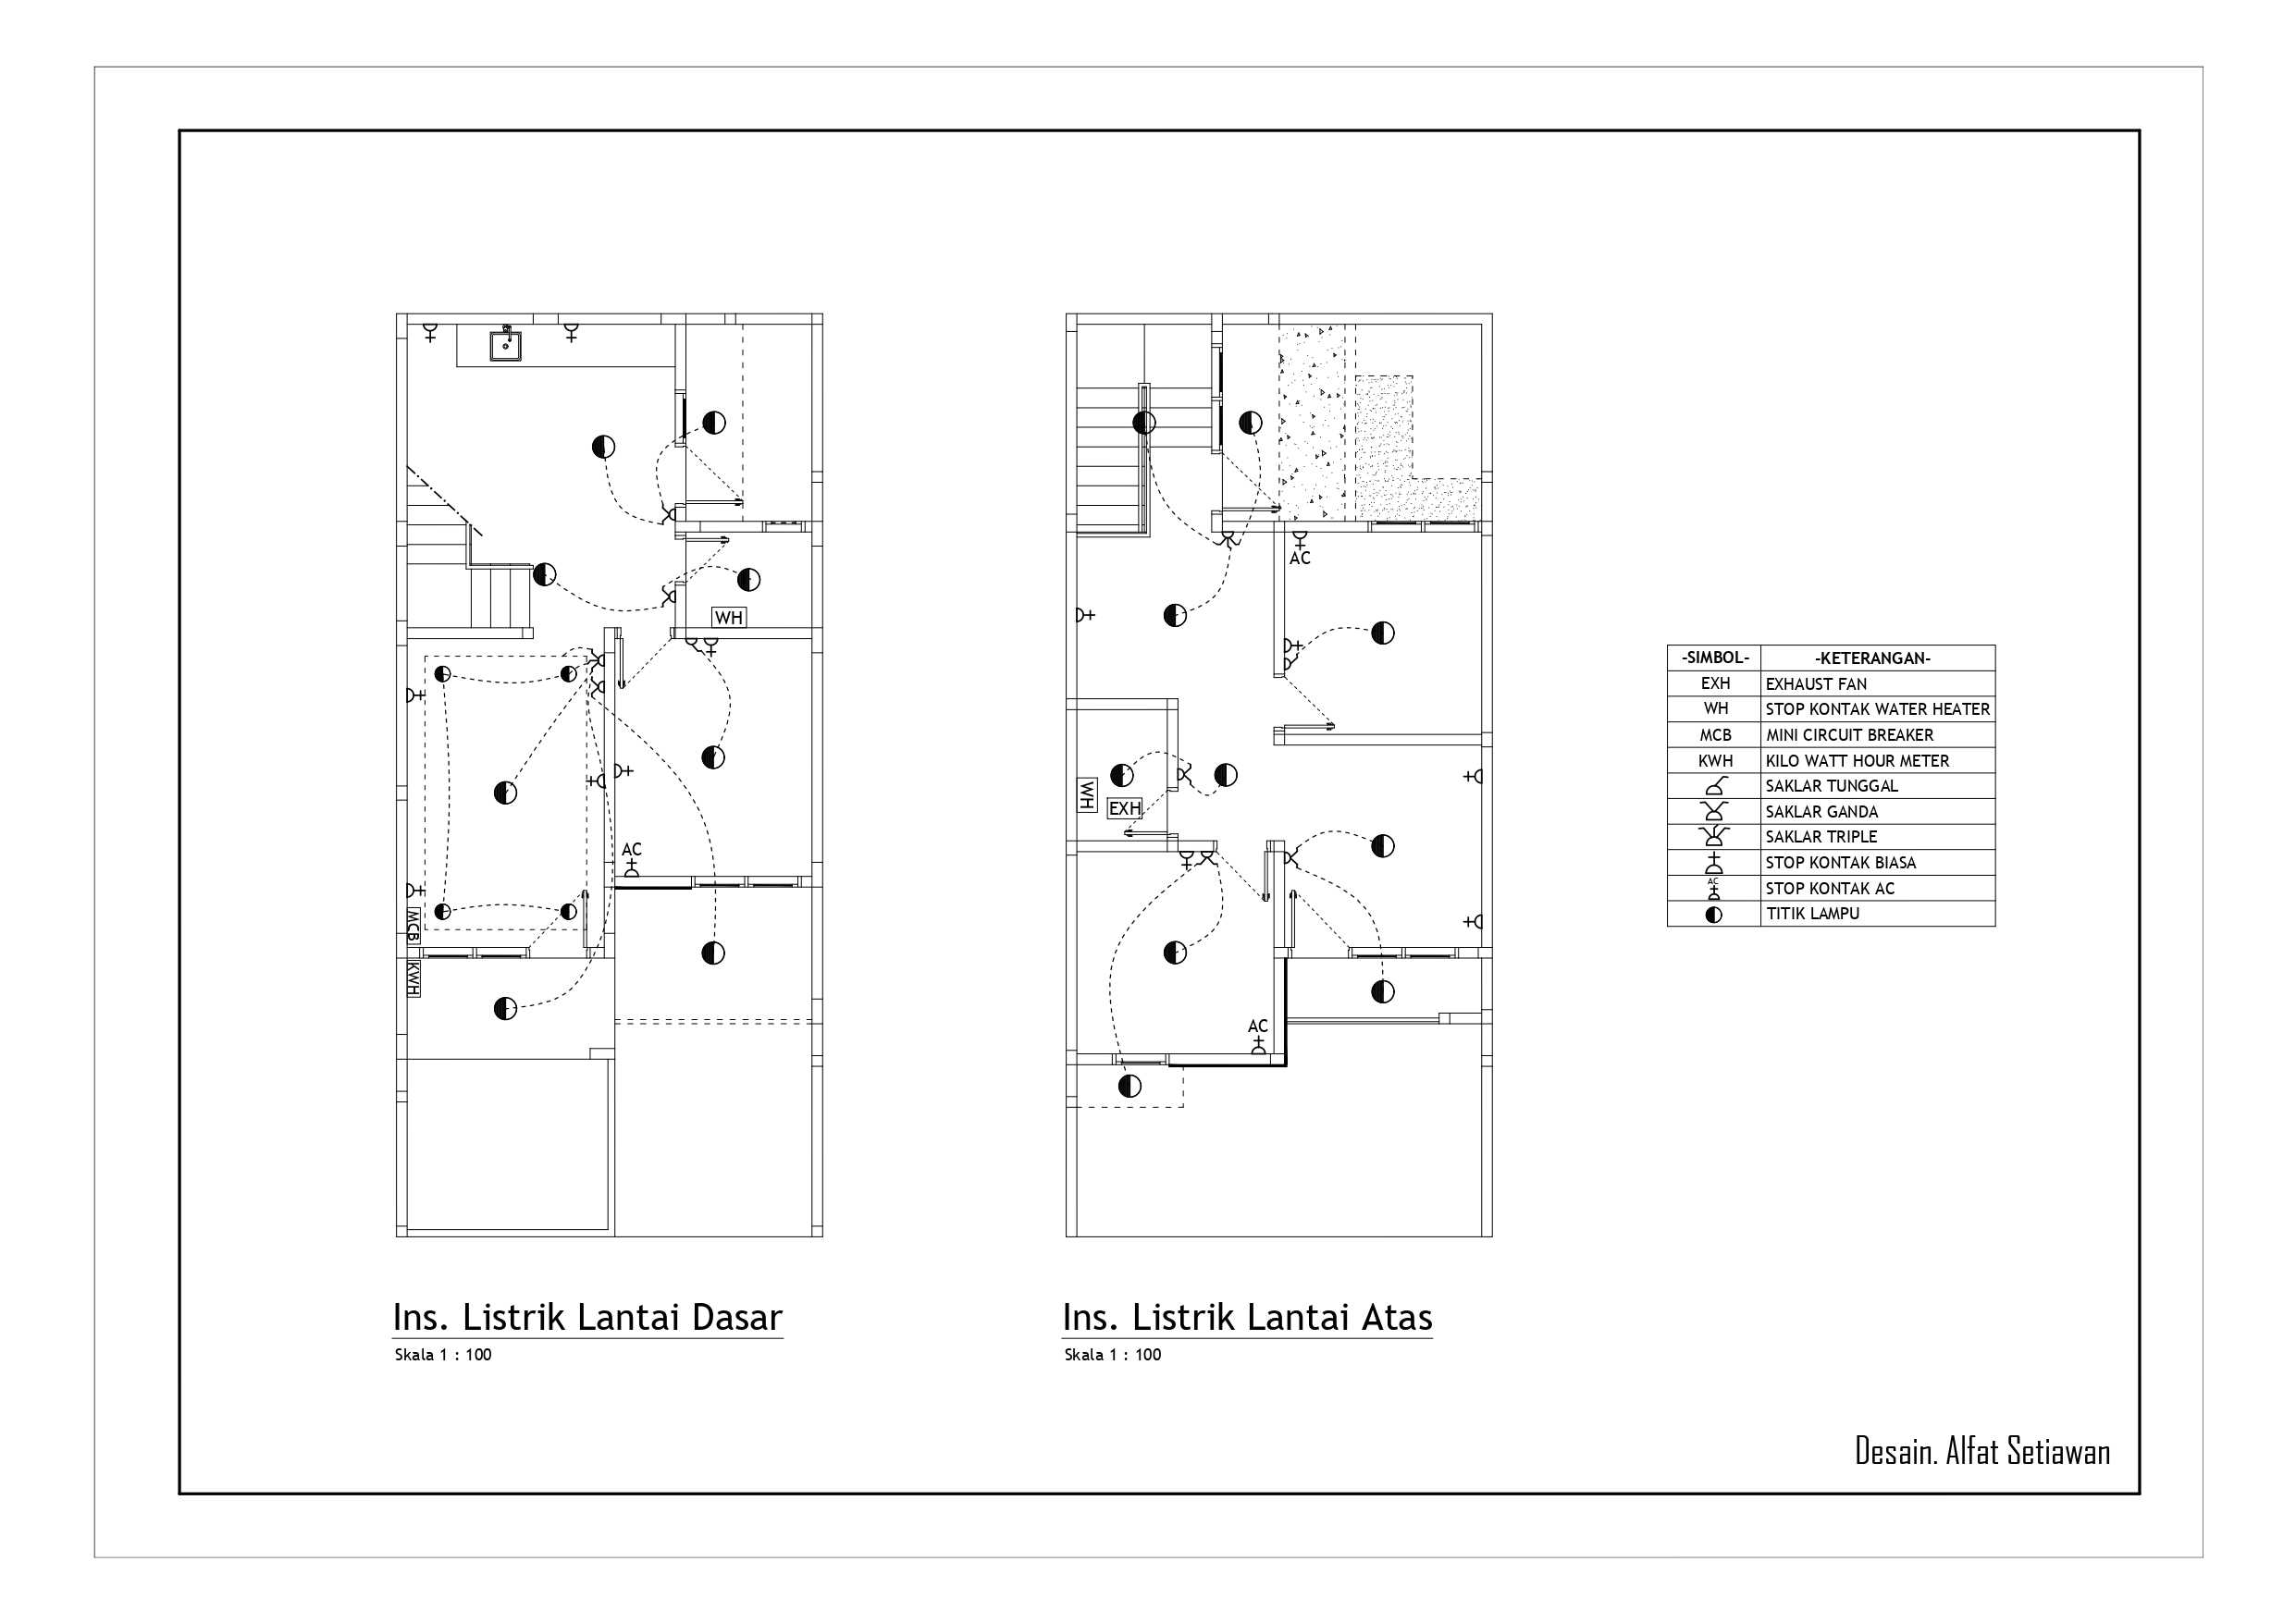 WH
AC
MCB
KWH
Ins. Listrik Lantai Dasar
Skala 1 : 100
AC
WH
EXH
AC
Ins. Listrik Lantai Atas
Skala 1 : 100
-SIMBOL- -KETERANGAN-
EXH EXHAUST FAN
WH STOP KONTAK WATER HEATER
MCB MINI CIRCUIT BREAKER
KWH KILO WATT HOUR METER
SAKLAR TUNGGAL
SAKLAR GANDA
SAKLAR TRIPLE
STOP KONTAK BIASA
AC STOP KONTAK AC
TITIK LAMPU
Desain. Alfat Setiawan